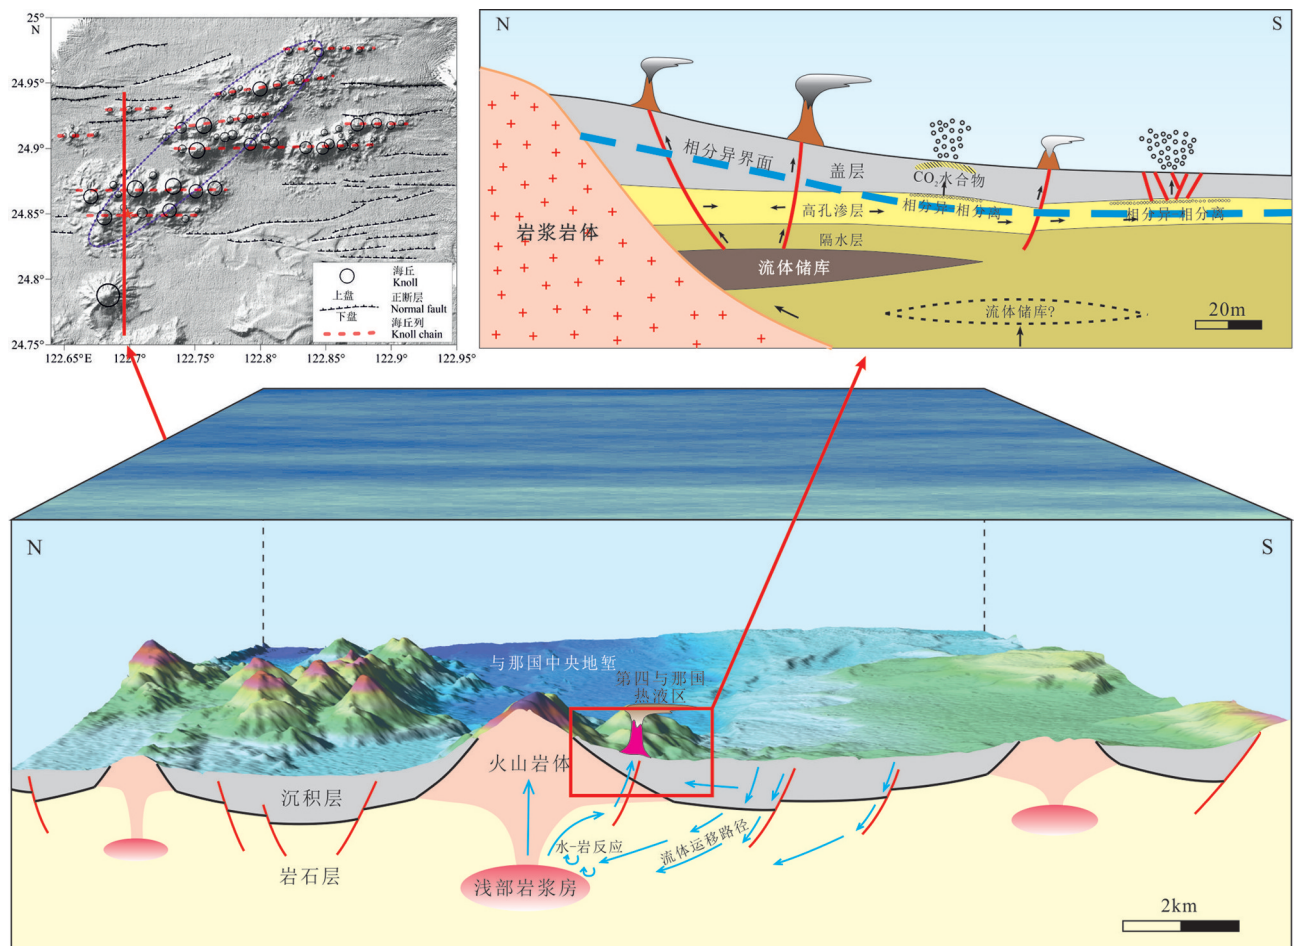 25°
N
24.95°
24.9°
24.85°
24.8°
24.75°
122.65°E
122.7°
122.75°
122.8°
122.85°
122.9°
122.95°
海丘
Knoll
上盘
下盘
正断层
Normal fault
海丘列
Knoll chain
N
S
相分异界面
盖层
CO₂水合物
高孔渗层
相分异 相分离
相分异 相分离
岩浆岩体
隔水层
流体储库
流体储库?
20m
N
S
与那国中央地堑
第四与那国
热液区
火山岩体
沉积层
水-岩反应
流体运移路径
岩石层
浅部岩浆房
2km